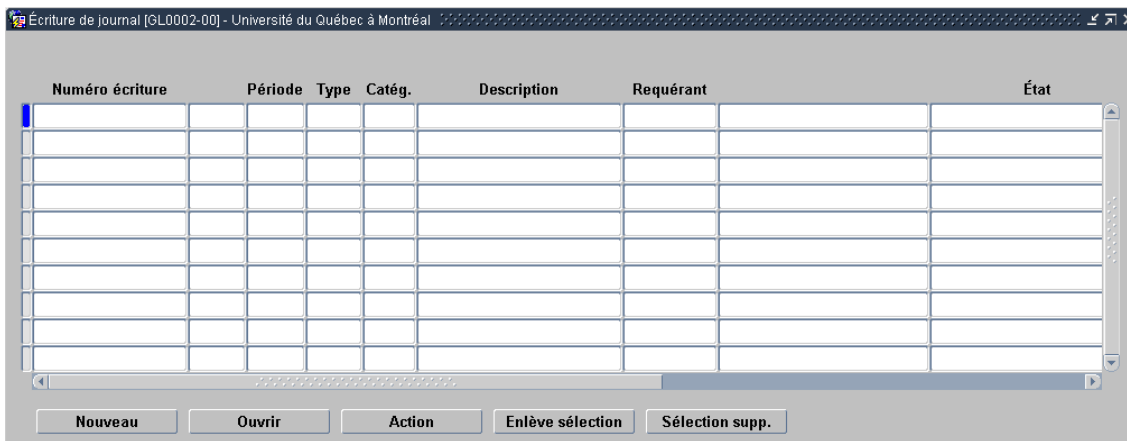 Écriture de journal [GL0002-00] - Université du Québec à Montréal
Numéro écriture Période Type Catég. Description Requérant État
Nouveau Ouvrir Action Enlève sélection Sélection supp.